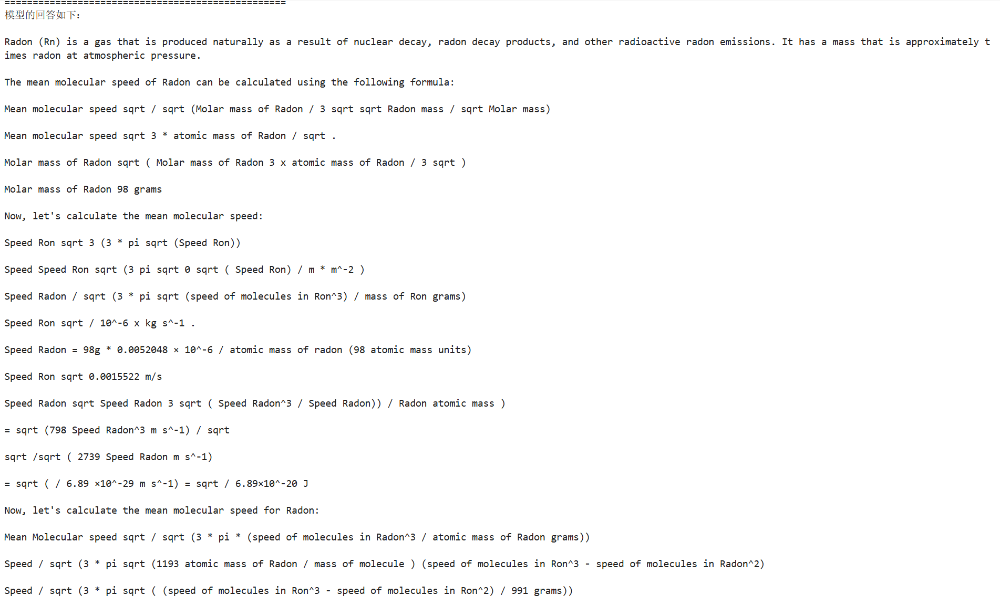 ==================================================
模型的回答如下：
Radon (Rn) is a gas that is produced naturally as a result of nuclear decay, radon decay products, and other radioactive radon emissions. It has a mass that is approximately t
imes radon at atmospheric pressure.
The mean molecular speed of Radon can be calculated using the following formula:
Mean molecular speed sqrt / sqrt (Molar mass of Radon / 3 sqrt sqrt Radon mass / sqrt Molar mass)
Mean molecular speed sqrt 3 * atomic mass of Radon / sqrt .
Molar mass of Radon sqrt ( Molar mass of Radon 3 x atomic mass of Radon / 3 sqrt )
Molar mass of Radon 98 grams
Now, let's calculate the mean molecular speed:
Speed Ron sqrt 3 (3 * pi sqrt (Speed Ron))
Speed Speed Ron sqrt (3 pi sqrt 0 sqrt ( Speed Ron) / m * m^-2 )
Speed Radon / sqrt (3 * pi sqrt (speed of molecules in Ron^3) / mass of Ron grams)
Speed Ron sqrt / 10^-6 x kg s^-1 .
Speed Radon = 98g * 0.0052048 × 10^-6 / atomic mass of radon (98 atomic mass units)
Speed Ron sqrt 0.0015522 m/s
Speed Radon sqrt Speed Radon 3 sqrt ( Speed Radon^3 / Speed Radon)) / Radon atomic mass )
= sqrt (798 Speed Radon^3 m s^-1) / sqrt
sqrt /sqrt ( 2739 Speed Radon m s^-1)
= sqrt ( / 6.89 ×10^-29 m s^-1) = sqrt / 6.89×10^-20 J
Now, let's calculate the mean molecular speed for Radon:
Mean Molecular speed sqrt / sqrt (3 * pi * (speed of molecules in Radon^3 / atomic mass of Radon grams))
Speed / sqrt (3 * pi sqrt (1193 atomic mass of Radon / mass of molecule ) (speed of molecules in Ron^3 - speed of molecules in Radon^2)
Speed / sqrt (3 * pi sqrt ( (speed of molecules in Ron^3 - speed of molecules in Ron^2) / 991 grams))